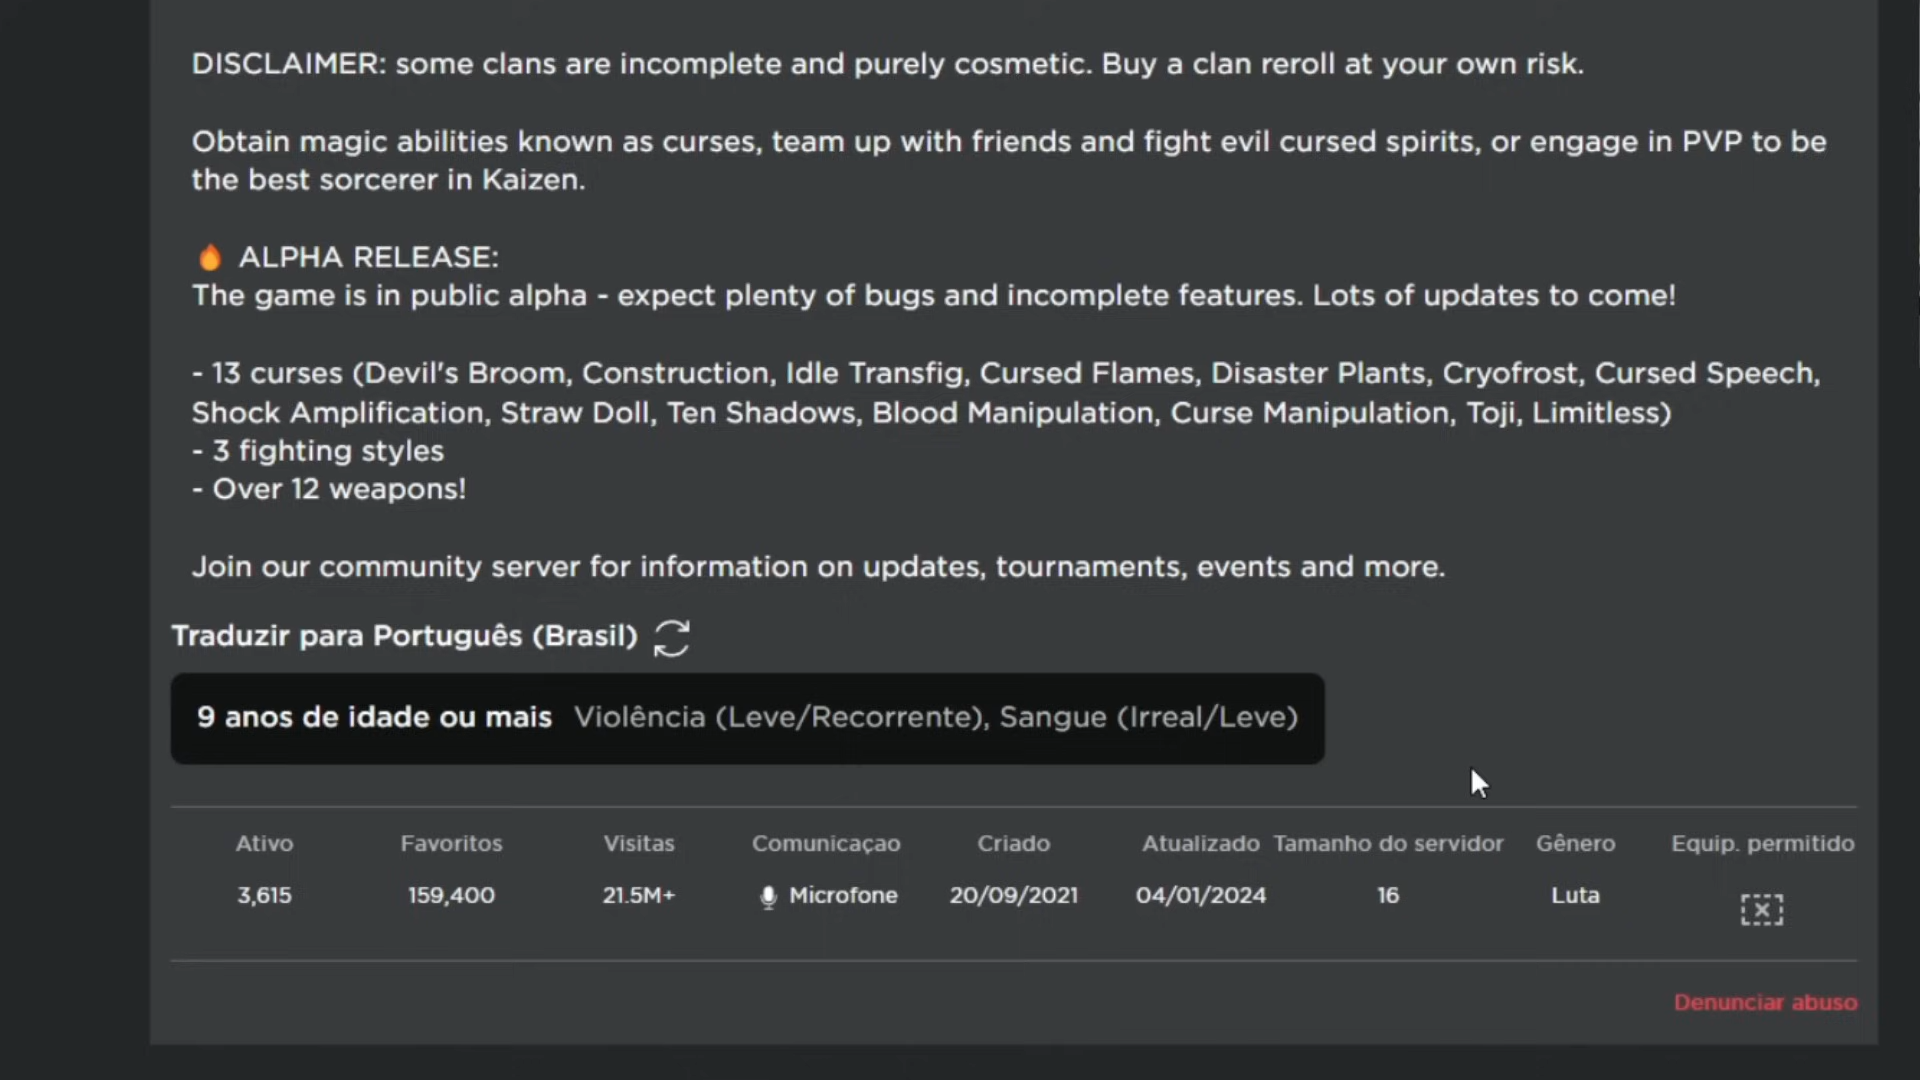 DISCLAIMER: some clans are incomplete and purely cosmetic. Buy a clan reroll at your own risk.
Obtain magic abilities known as curses, team up with friends and fight evil cursed spirits, or engage in PVP to be
the best sorcerer in Kaizen.
🔥 ALPHA RELEASE:
The game is in public alpha - expect plenty of bugs and incomplete features. Lots of updates to come!
- 13 curses (Devil's Broom, Construction, Idle Transfig, Cursed Flames, Disaster Plants, Cryofrost, Cursed Speech,
Shock Amplification, Straw Doll, Ten Shadows, Blood Manipulation, Curse Manipulation, Toji, Limitless)
- 3 fighting styles
- Over 12 weapons!
Join our community server for information on updates, tournaments, events and more.
Traduzir para Português (Brasil)
9 anos de idade ou mais Violência (Leve/Recorrente), Sangue (Irreal/Leve)
Ativo Favoritos Visitas Comunicaçao Criado Atualizado Tamanho do servidor Gênero Equip. permitido
3,615 159,400 21.5M+ Microfone 20/09/2021 04/01/2024 16 Luta
Denunciar abuso